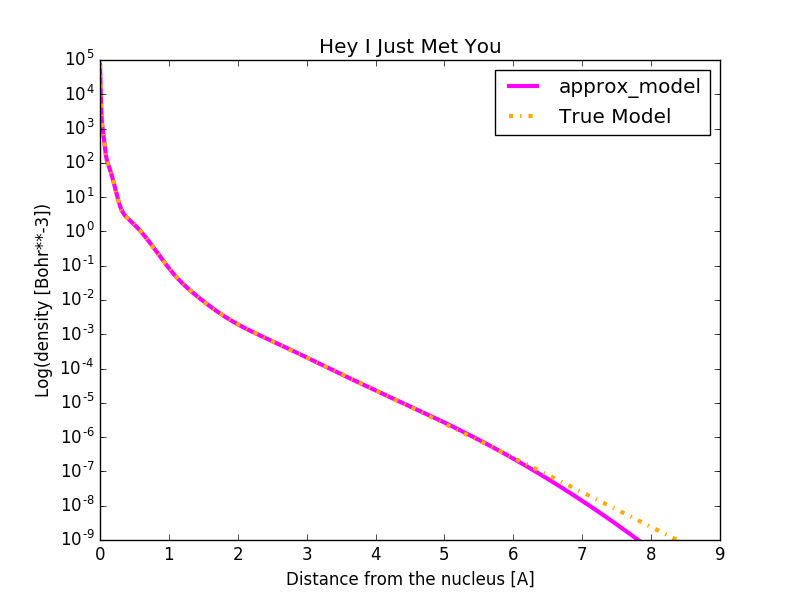 Hey I Just Met You
approx_model
True Model
10^5
10^4
10^3
10^2
10^1
10^0
10^-1
10^-2
10^-3
10^-4
10^-5
10^-6
10^-7
10^-8
10^-9
Log(density [Bohr**-3])
0 1 2 3 4 5 6 7 8 9
Distance from the nucleus [A]